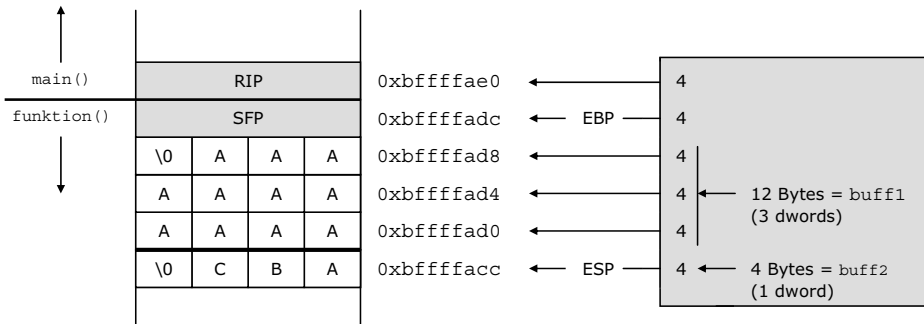 main() RIP 0xbffffae0 4
funktion() SFP 0xbffffadc EBP 4
\0 A A A 0xbffffad8 4
A A A A 0xbffffad4 4 12 Bytes = buff1
(3 dwords)
A A A A 0xbffffad0 4
\0 C B A 0xbffffacc ESP 4 4 Bytes = buff2
(1 dword)